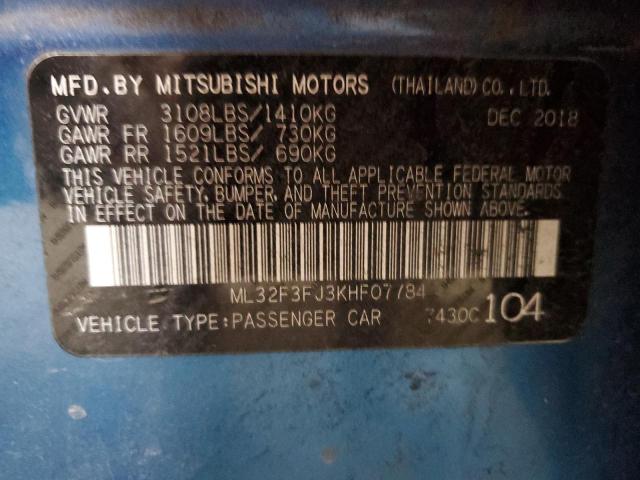 MFD. BY MITSUBISHI MOTORS (THAILAND) CO., LTD.
GVWR 3108LBS/1410KG DEC 2018
GAWR FR 1609LBS/ 730KG
GAWR RR 1521LBS/ 690KG
THIS VEHICLE CONFORMS TO ALL APPLICABLE FEDERAL MOTOR
VEHICLE SAFETY, BUMPER, AND THEFT PREVENTION STANDARDS
IN EFFECT ON THE DATE OF MANUFACTURE SHOWN ABOVE.
ML32F3FJ3KHF07784
VEHICLE TYPE: PASSENGER CAR 7430C 104